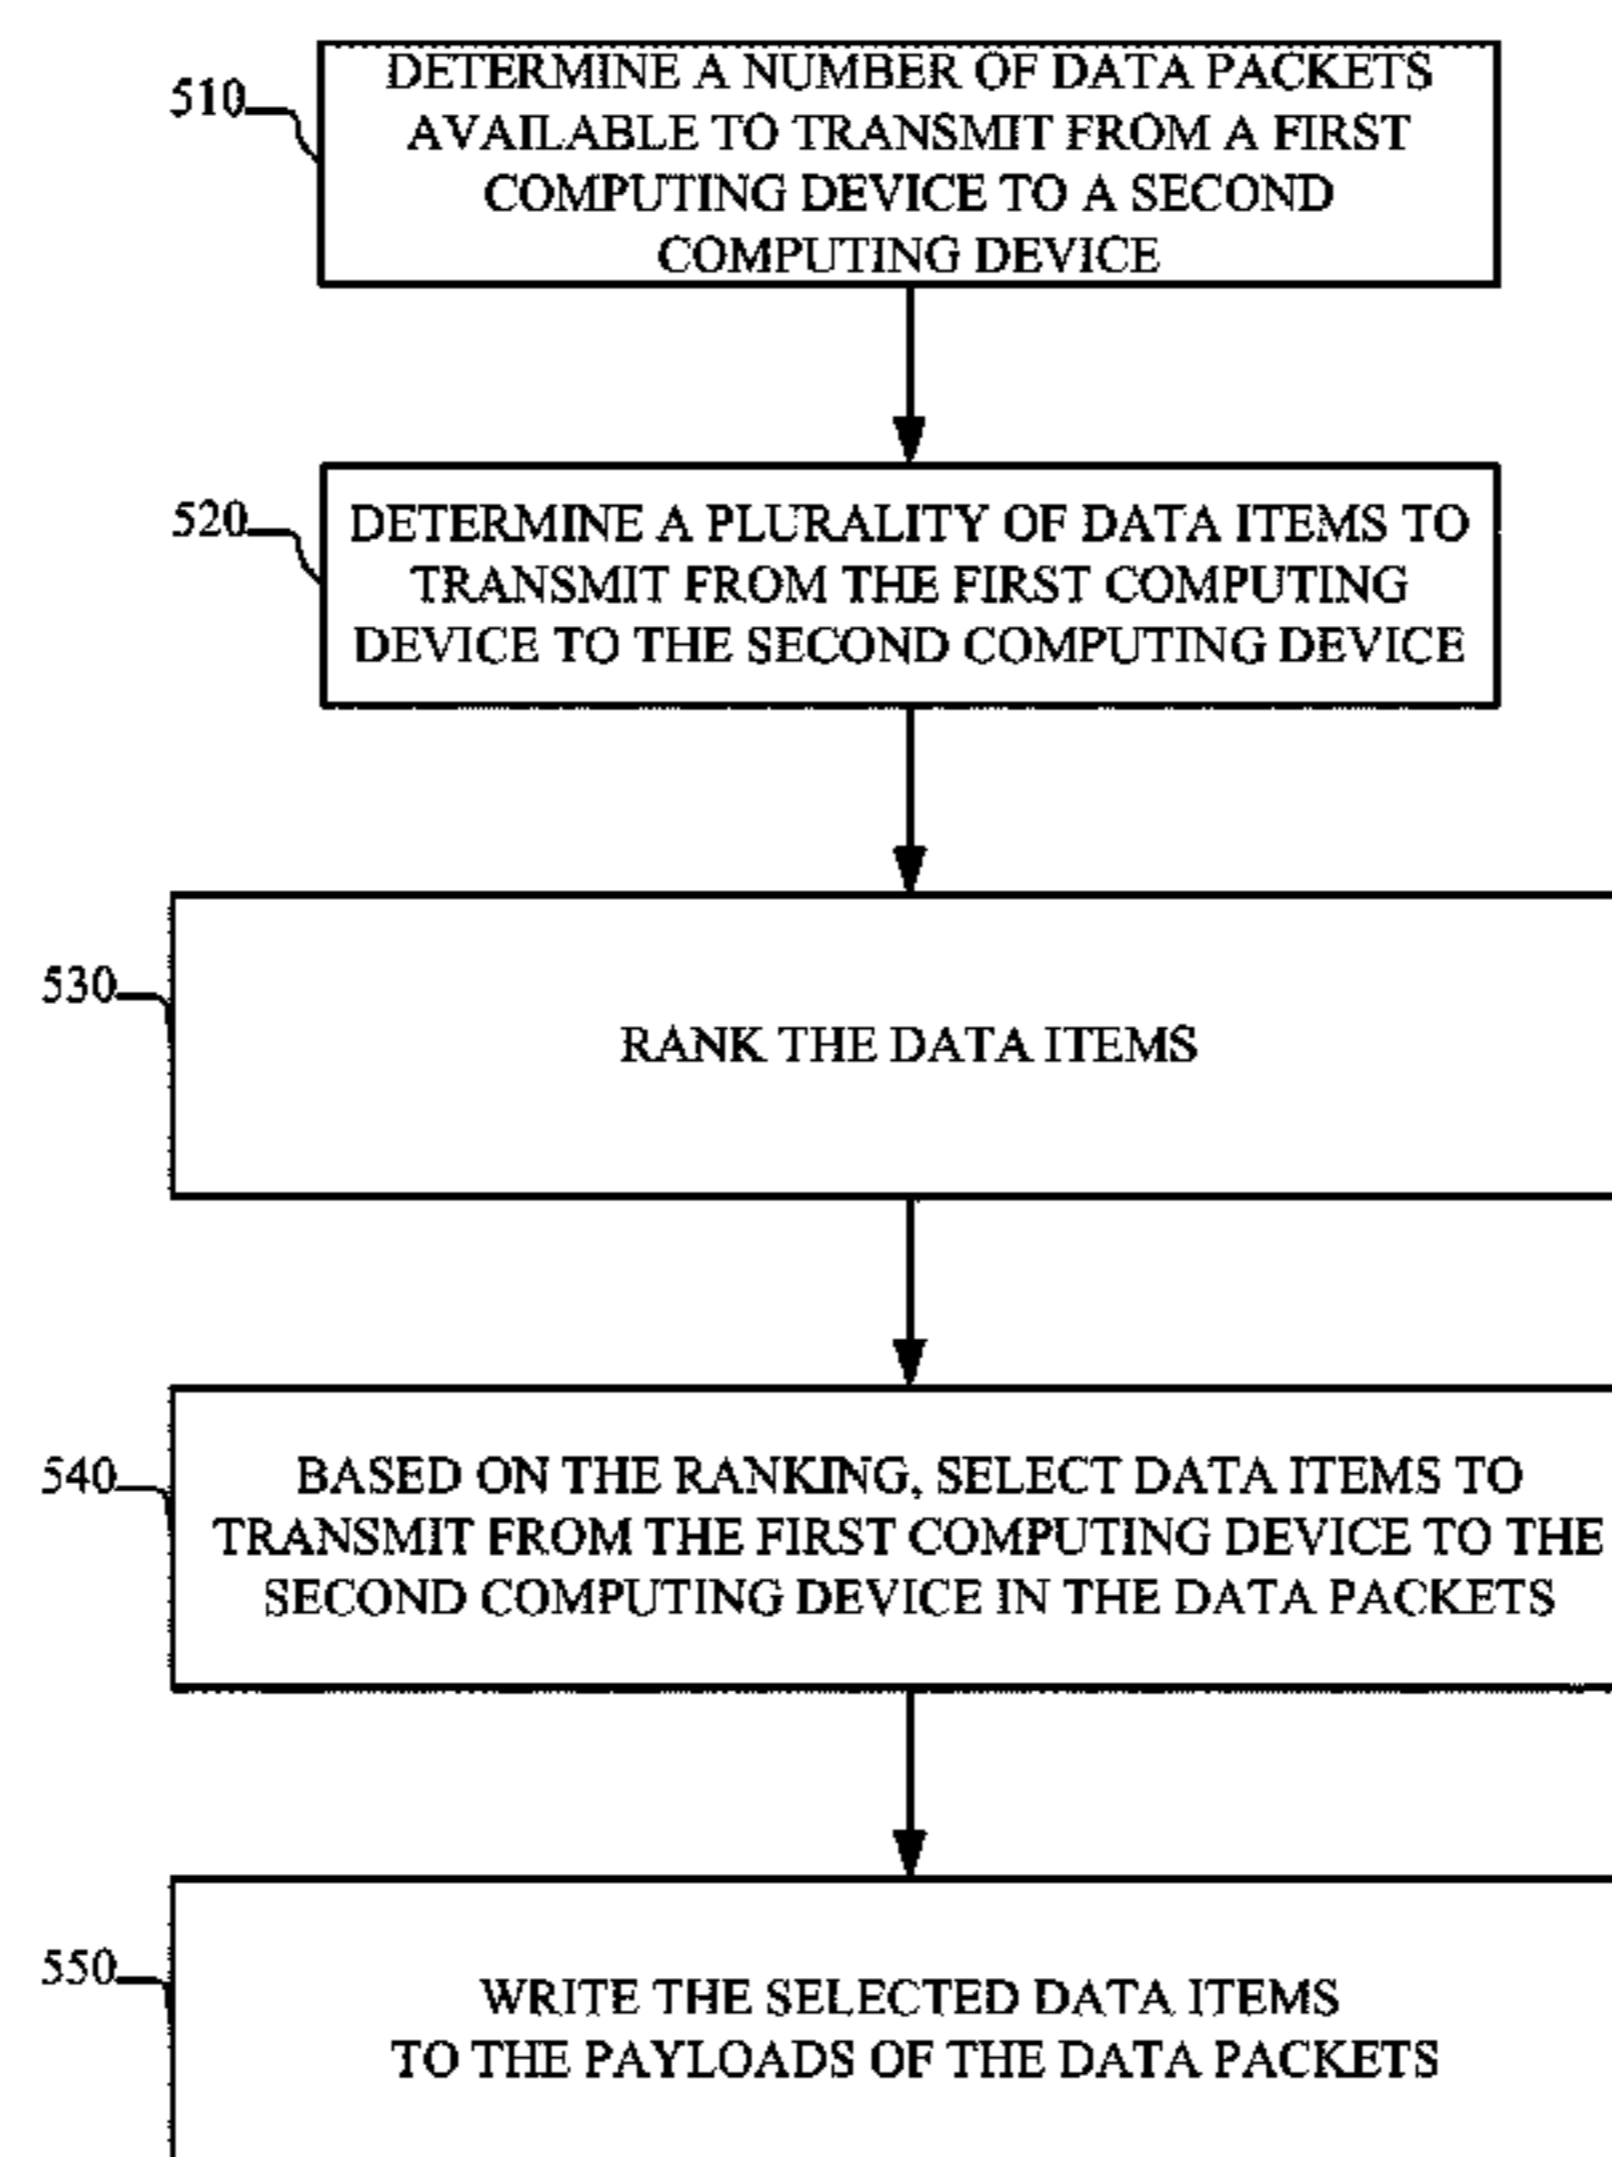 510
DETERMINE A NUMBER OF DATA PACKETS
AVAILABLE TO TRANSMIT FROM A FIRST
COMPUTING DEVICE TO A SECOND
COMPUTING DEVICE
520
DETERMINE A PLURALITY OF DATA ITEMS TO
TRANSMIT FROM THE FIRST COMPUTING
DEVICE TO THE SECOND COMPUTING DEVICE
530
RANK THE DATA ITEMS
540
BASED ON THE RANKING, SELECT DATA ITEMS TO
TRANSMIT FROM THE FIRST COMPUTING DEVICE TO THE
SECOND COMPUTING DEVICE IN THE DATA PACKETS
550
WRITE THE SELECTED DATA ITEMS
TO THE PAYLOADS OF THE DATA PACKETS